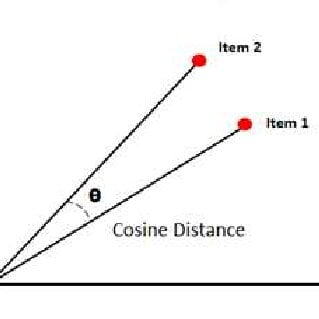 Item 2
Item 1
θ
Cosine Distance